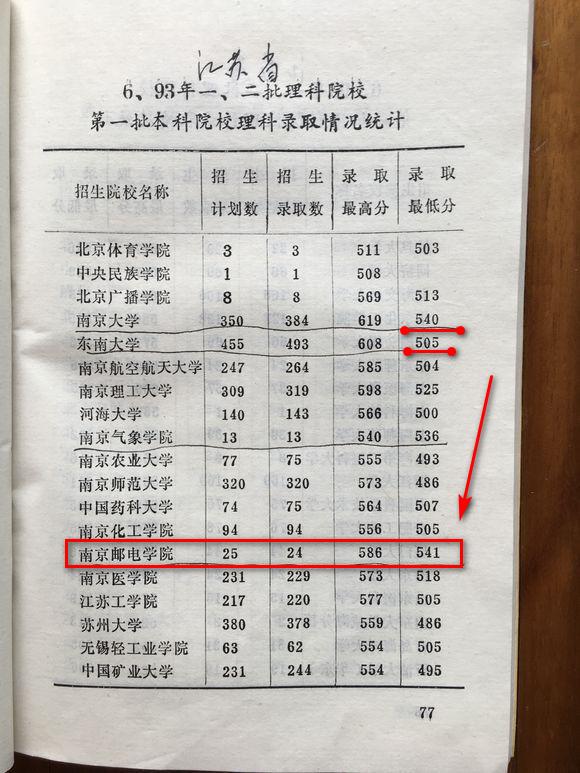 江苏省
6、93年一、二批理科院校
第一批本科院校理科录取情况统计
招生院校名称 招生计划数 招生录取数 录取最高分 录取最低分
北京体育学院 3 3 511 503
中央民族学院 1 1 508
北京广播学院 8 8 569 513
南京大学 350 384 619 540
东南大学 455 493 608 505
南京航空航天大学 247 264 585 504
南京理工大学 309 319 598 525
河海大学 140 143 566 500
南京气象学院 13 13 540 536
南京农业大学 77 75 555 493
南京师范大学 320 320 573 486
中国药科大学 74 75 564 507
南京化工学院 94 94 556 505
南京邮电学院 25 24 586 541
南京医学院 231 229 573 518
江苏工学院 217 220 577 505
苏州大学 380 378 559 486
无锡轻工业学院 63 62 554 505
中国矿业大学 231 244 554 495
77